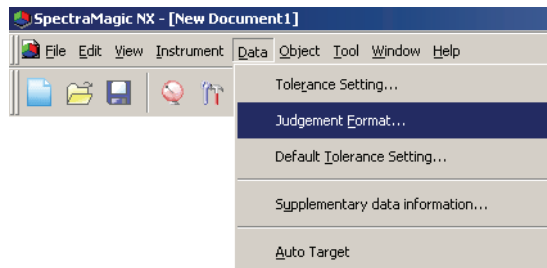 SpectraMagic NX - [New Document1]
File Edit View Instrument Data Object Tool Window Help
Tolerance Setting...
Judgement Format...
Default Tolerance Setting...
Supplementary data information...
Auto Target